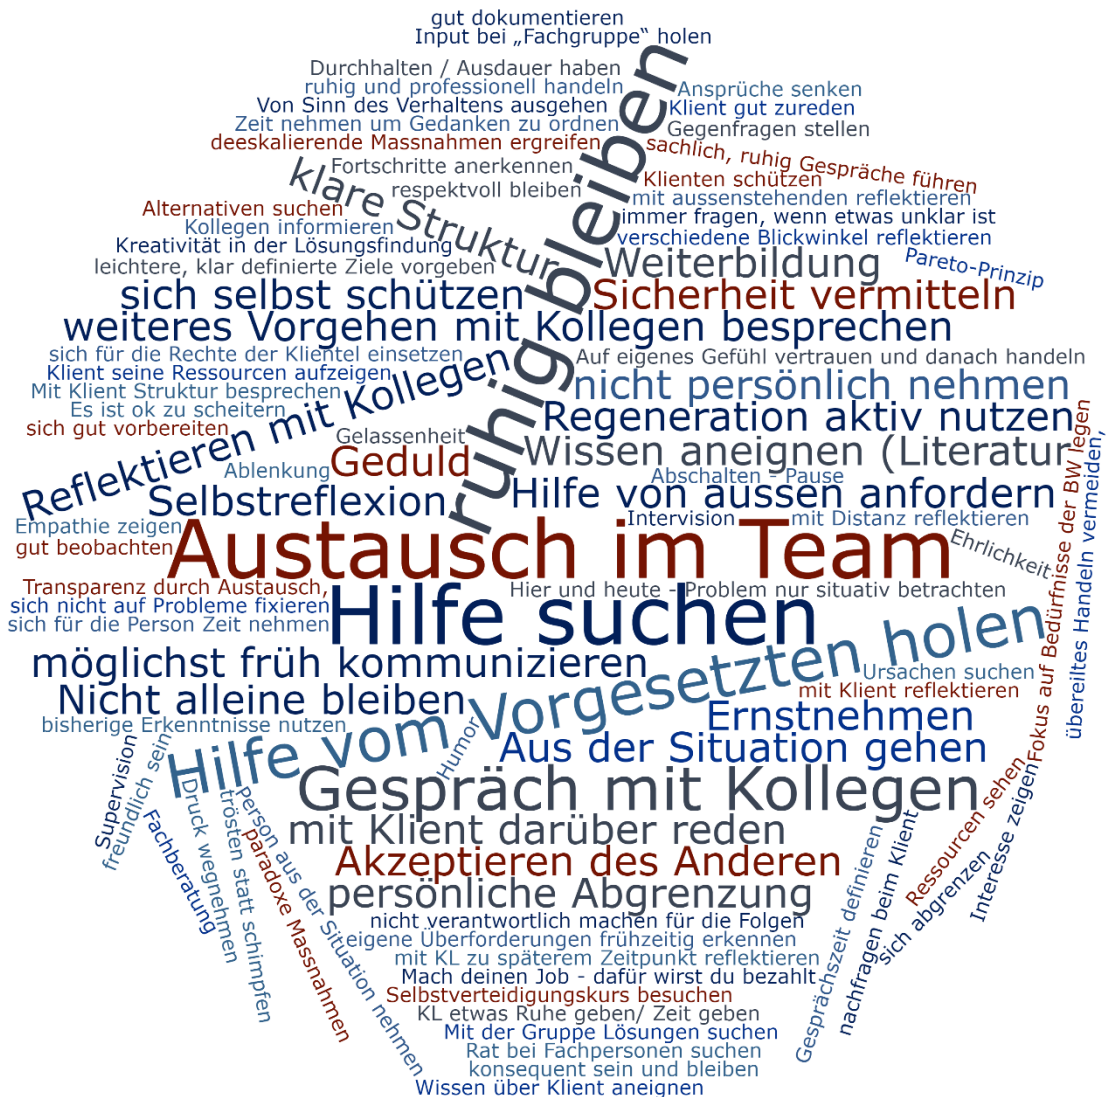 gut dokumentieren
Input bei „Fachgruppe“ holen
Durchhalten / Ausdauer haben
ruhig und professionell handeln
Von Sinn des Verhaltens ausgehen
Zeit nehmen um Gedanken zu ordnen
deeskalierende Massnahmen ergreifen
Ansprüche senken
Klient gut zureden
Gegenfragen stellen
sachlich, ruhig Gespräche führen
Fortschritte anerkennen
respektvoll bleiben
klare Struktur
ruhig bleiben
Klienten schützen
mit aussenstehenden reflektieren
immer fragen, wenn etwas unklar ist
verschiedene Blickwinkel reflektieren
Alternativen suchen
Kollegen informieren
Kreativität in der Lösungsfindung
leichtere, klar definierte Ziele vorgeben
Weiterbildung
Pareto-Prinzip
sich selbst schützen
Sicherheit vermitteln
weiteres Vorgehen mit Kollegen besprechen
sich für die Rechte der Klientel einsetzen
Auf eigenes Gefühl vertrauen und danach handeln
Klient seine Ressourcen aufzeigen
Mit Klient Struktur besprechen
Es ist ok zu scheitern
sich gut vorbereiten
Reflektieren mit Kollegen
nicht persönlich nehmen
Regeneration aktiv nutzen
Gelassenheit
Wissen aneignen (Literatur
Ablenkung
Geduld
Abschalten - Pause
Selbstreflexion
Hilfe von aussen anfordern
Empathie zeigen
gut beobachten
Intervision
mit Distanz reflektieren
Ehrlichkeit.
Austausch im Team
Fokus auf Bedürfnisse der BW legen
übereiltes Handeln vermeiden,
Transparenz durch Austausch,
sich nicht auf Probleme fixieren
sich für die Person Zeit nehmen
Hier und heute - Problem nur situativ betrachten
Hilfe suchen
möglichst früh kommunizieren
Hilfe vom Vorgesetzten holen
Ursachen suchen
mit Klient reflektieren
Nicht alleine bleiben
bisherige Erkenntnisse nutzen
Ernstnehmen
Humor
Aus der Situation gehen
Supervision
freundlich sein
Gespräch mit Kollegen
Fachberatung
Druck wegnehmen
trösten statt schimpfen
Person aus der Situation nehmen
paradoxe Massnahmen
mit Klient darüber reden
Akzeptieren des Anderen
persönliche Abgrenzung
Gesprächszeit definieren
nachfragen beim Klient
Ressourcen sehen
sich abgrenzen
Interesse zeigen
nicht verantwortlich machen für die Folgen
eigene Überforderungen frühzeitig erkennen
mit KL zu späterem Zeitpunkt reflektieren
Mach deinen Job - dafür wirst du bezahlt
Selbstverteidigungskurs besuchen
KL etwas Ruhe geben/ Zeit geben
Mit der Gruppe Lösungen suchen
Rat bei Fachpersonen suchen
konsequent sein und bleiben
Wissen über Klient aneignen